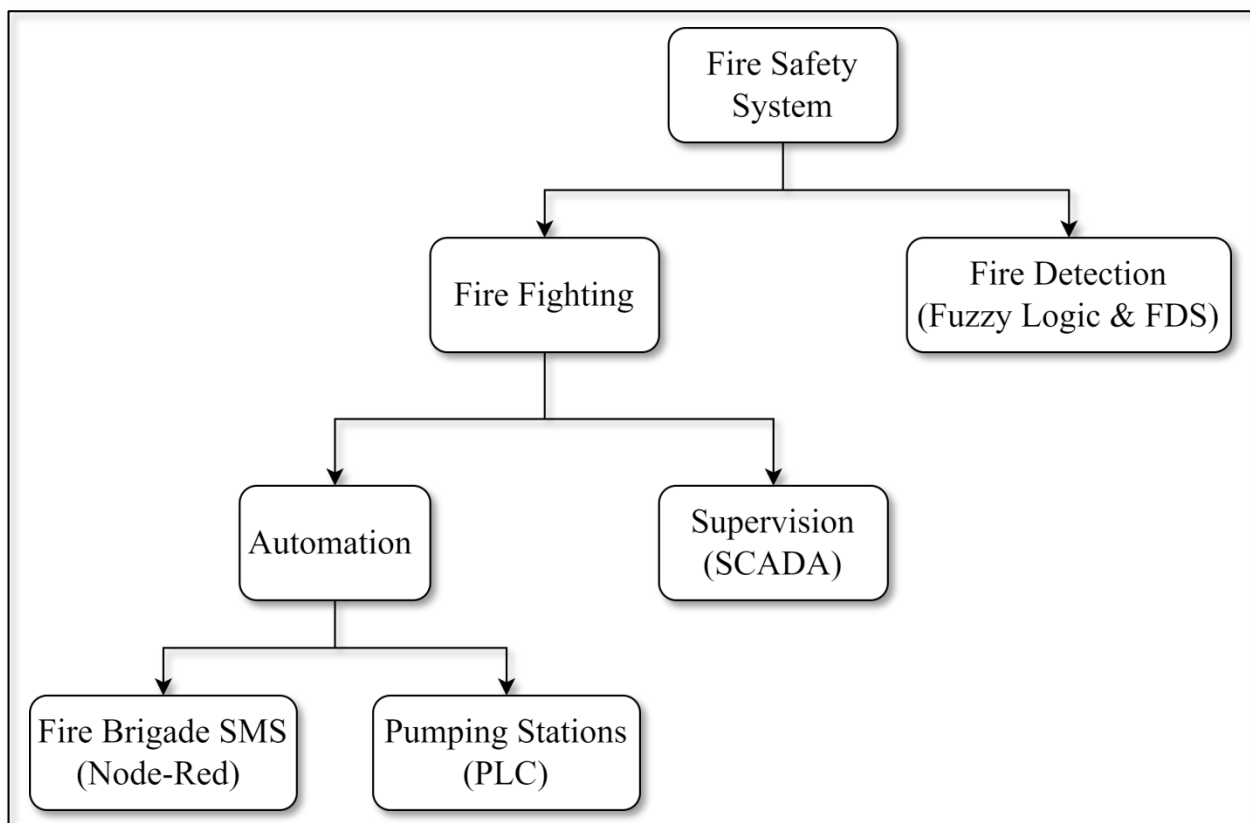 Fire Safety
System
Fire Fighting
Fire Detection
(Fuzzy Logic & FDS)
Automation
Supervision
(SCADA)
Fire Brigade SMS
(Node-Red)
Pumping Stations
(PLC)